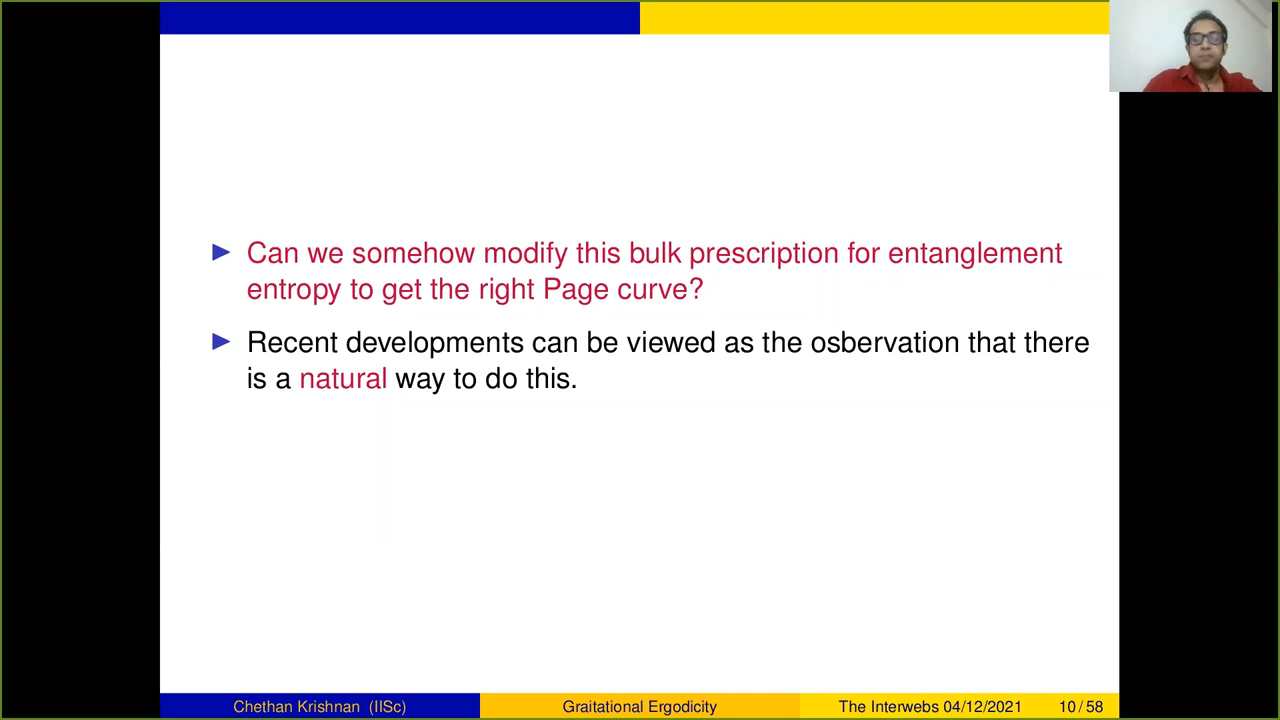 Can we somehow modify this bulk prescription for entanglement
entropy to get the right Page curve?
Recent developments can be viewed as the osbervation that there
is a natural way to do this.
Chethan Krishnan (IISc) Graitational Ergodicity The Interwebs 04/12/2021 10 / 58